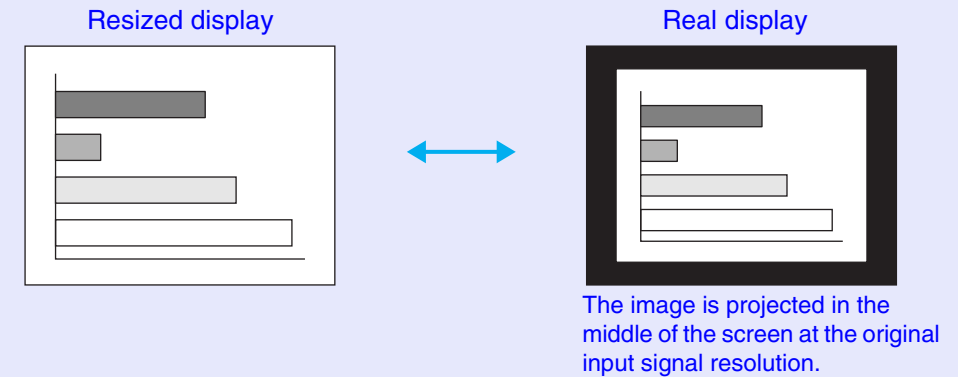 Resized display
Real display
The image is projected in the
middle of the screen at the original
input signal resolution.